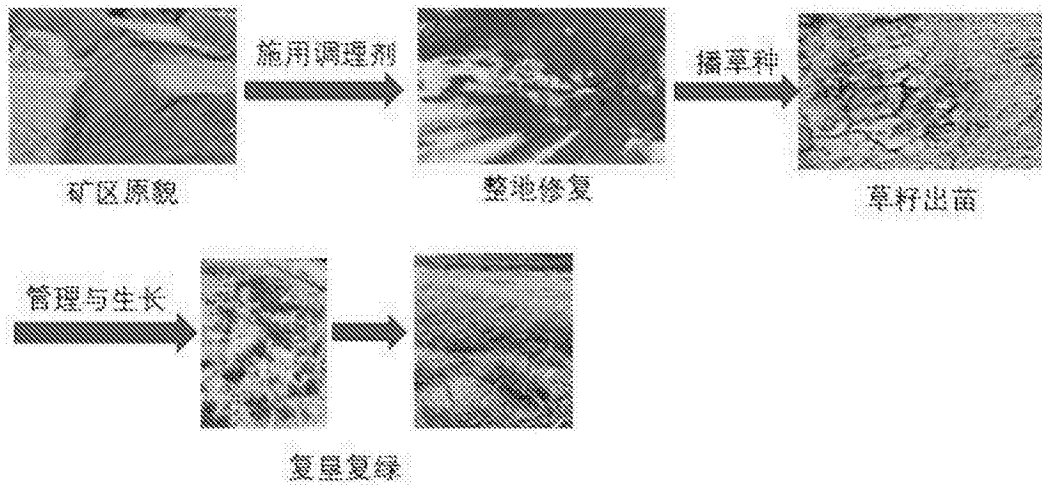 施用调理剂
播草种
矿区原貌
整地修复
草籽出苗
管理与生长
复垦复绿